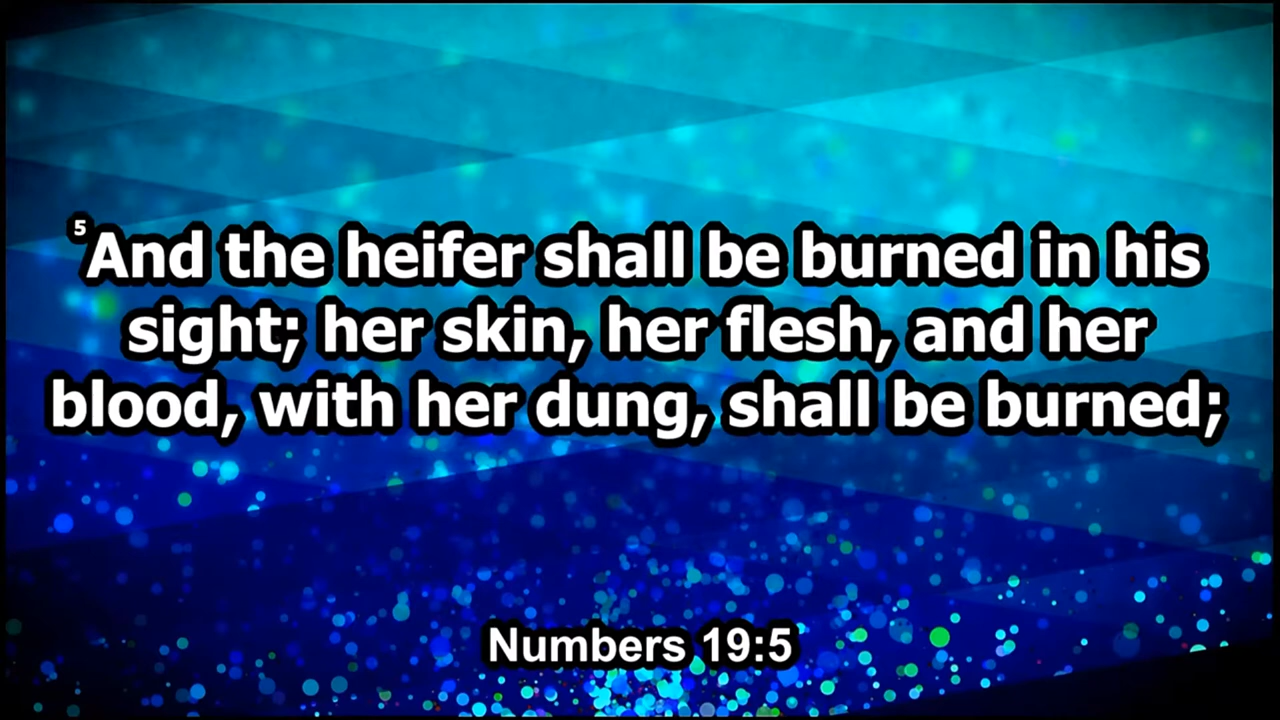 5And the heifer shall be burned in his
sight; her skin, her flesh, and her
blood, with her dung, shall be burned;
Numbers 19:5